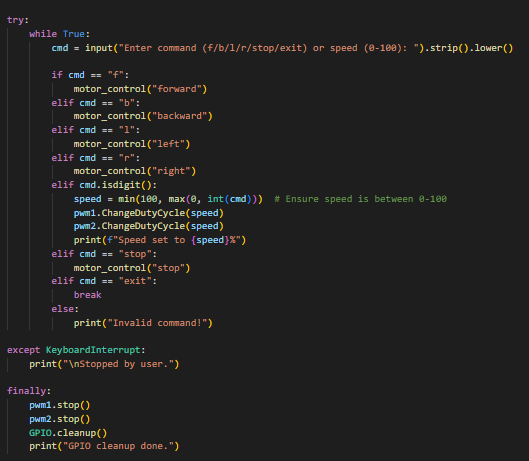 try:
    while True:
        cmd = input("Enter command (f/b/l/r/stop/exit) or speed (0-100): ").strip().lower()

        if cmd == "f":
            motor_control("forward")
        elif cmd == "b":
            motor_control("backward")
        elif cmd == "l":
            motor_control("left")
        elif cmd == "r":
            motor_control("right")
        elif cmd.isdigit():
            speed = min(100, max(0, int(cmd)))  # Ensure speed is between 0-100
            pwm1.ChangeDutyCycle(speed)
            pwm2.ChangeDutyCycle(speed)
            print(f"Speed set to {speed}%")
        elif cmd == "stop":
            motor_control("stop")
        elif cmd == "exit":
            break
        else:
            print("Invalid command!")

except KeyboardInterrupt:
    print("\nStopped by user.")

finally:
    pwm1.stop()
    pwm2.stop()
    GPIO.cleanup()
    print("GPIO cleanup done.")